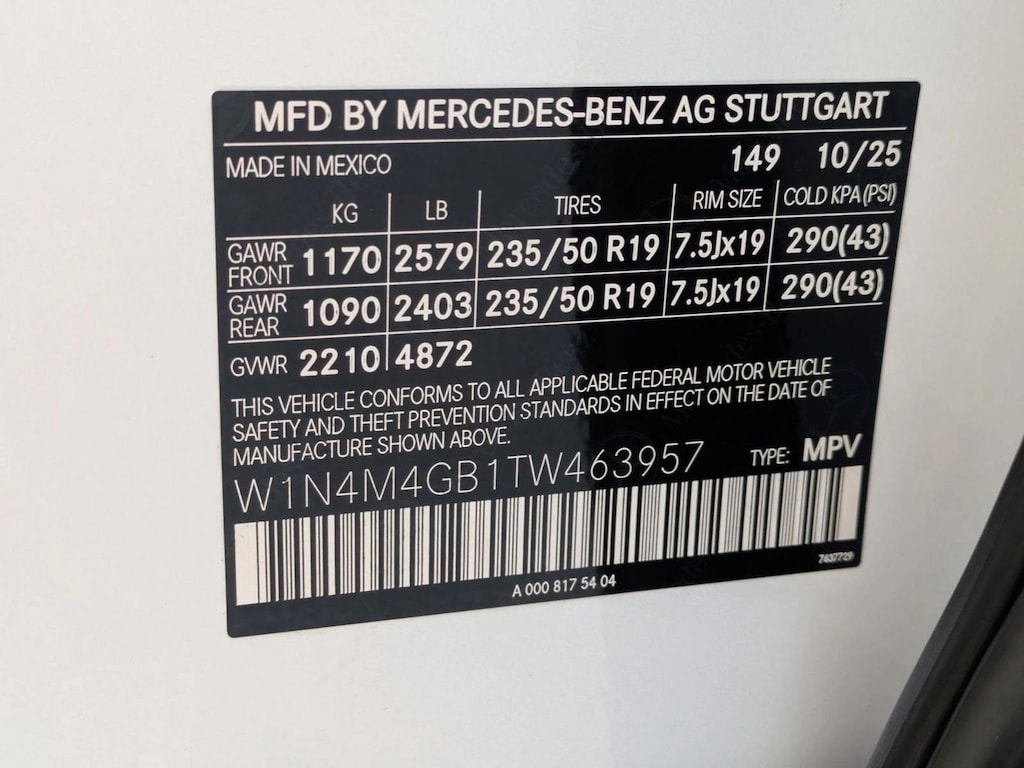 MFD BY MERCEDES-BENZ AG STUTTGART
MADE IN MEXICO 149 10/25
KG LB TIRES RIM SIZE COLD KPA (PSI)
GAWR FRONT 1170 2579 235/50 R19 7.5Jx19 290(43)
GAWR REAR 1090 2403 235/50 R19 7.5Jx19 290(43)
GVWR 2210 4872
THIS VEHICLE CONFORMS TO ALL APPLICABLE FEDERAL MOTOR VEHICLE
SAFETY AND THEFT PREVENTION STANDARDS IN EFFECT ON THE DATE OF
MANUFACTURE SHOWN ABOVE.
W1N4M4GB1TW463957 TYPE: MPV
7437729
A 000 817 54 04